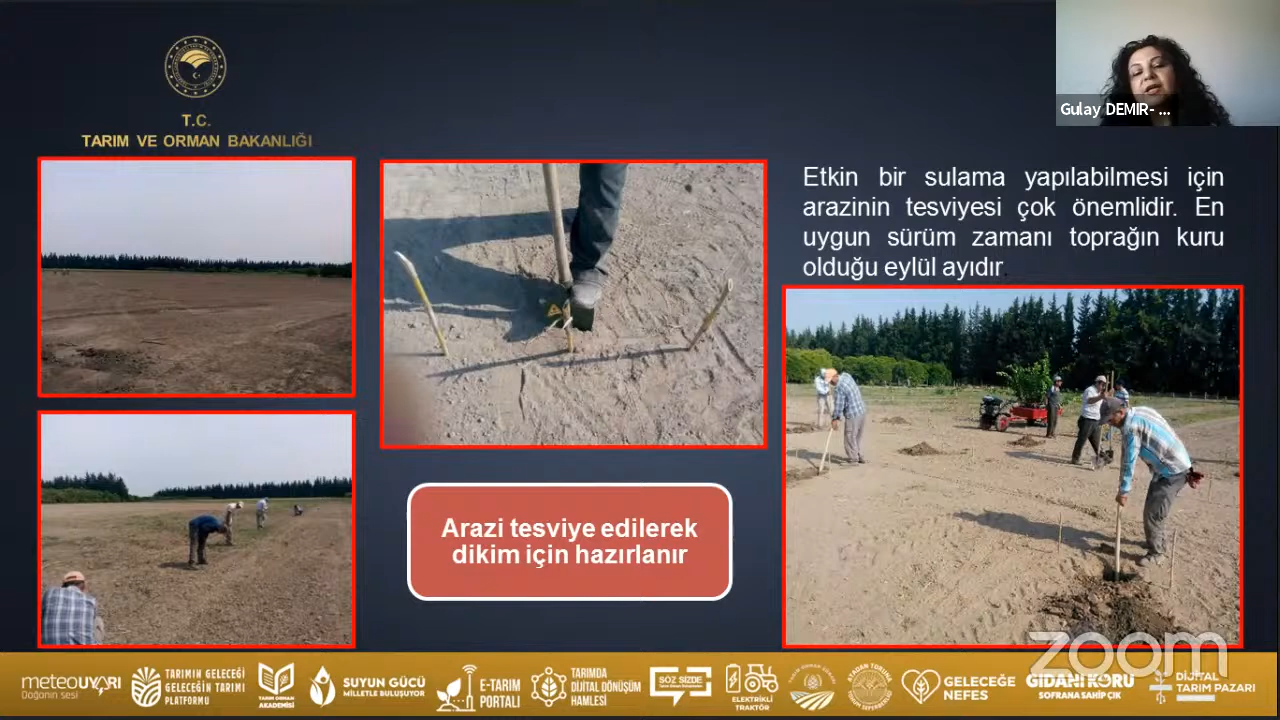 T.C.
TARIM VE ORMAN BAKANLIĞI
Gulay DEMIR- ...
Etkin bir sulama yapılabilmesi için
arazinin tesviyesi çok önemlidir. En
uygun sürüm zamanı toprağın kuru
olduğu eylül ayıdır.
Arazi tesviye edilerek
dikim için hazırlanır
zoom
meteoUYARI
Doğanın sesi
TARIMIN GELECEĞİ
GELECEĞİN TARIMI
PLATFORMU
TARIM ORMAN
AKADEMİSİ
SUYUN GÜCÜ
MİLLETLE BULUŞUYOR
E-TARIM
PORTALI
TARIMDA
DİJİTAL DÖNÜŞÜM
HAMLESİ
SÖZ SİZDE
ELEKTRİKLİ
TRAKTÖR
GELECEĞE
NEFES
GIDANI KORU
SOFRANA SAHİP ÇIK
DİJİTAL
TARIM PAZARI